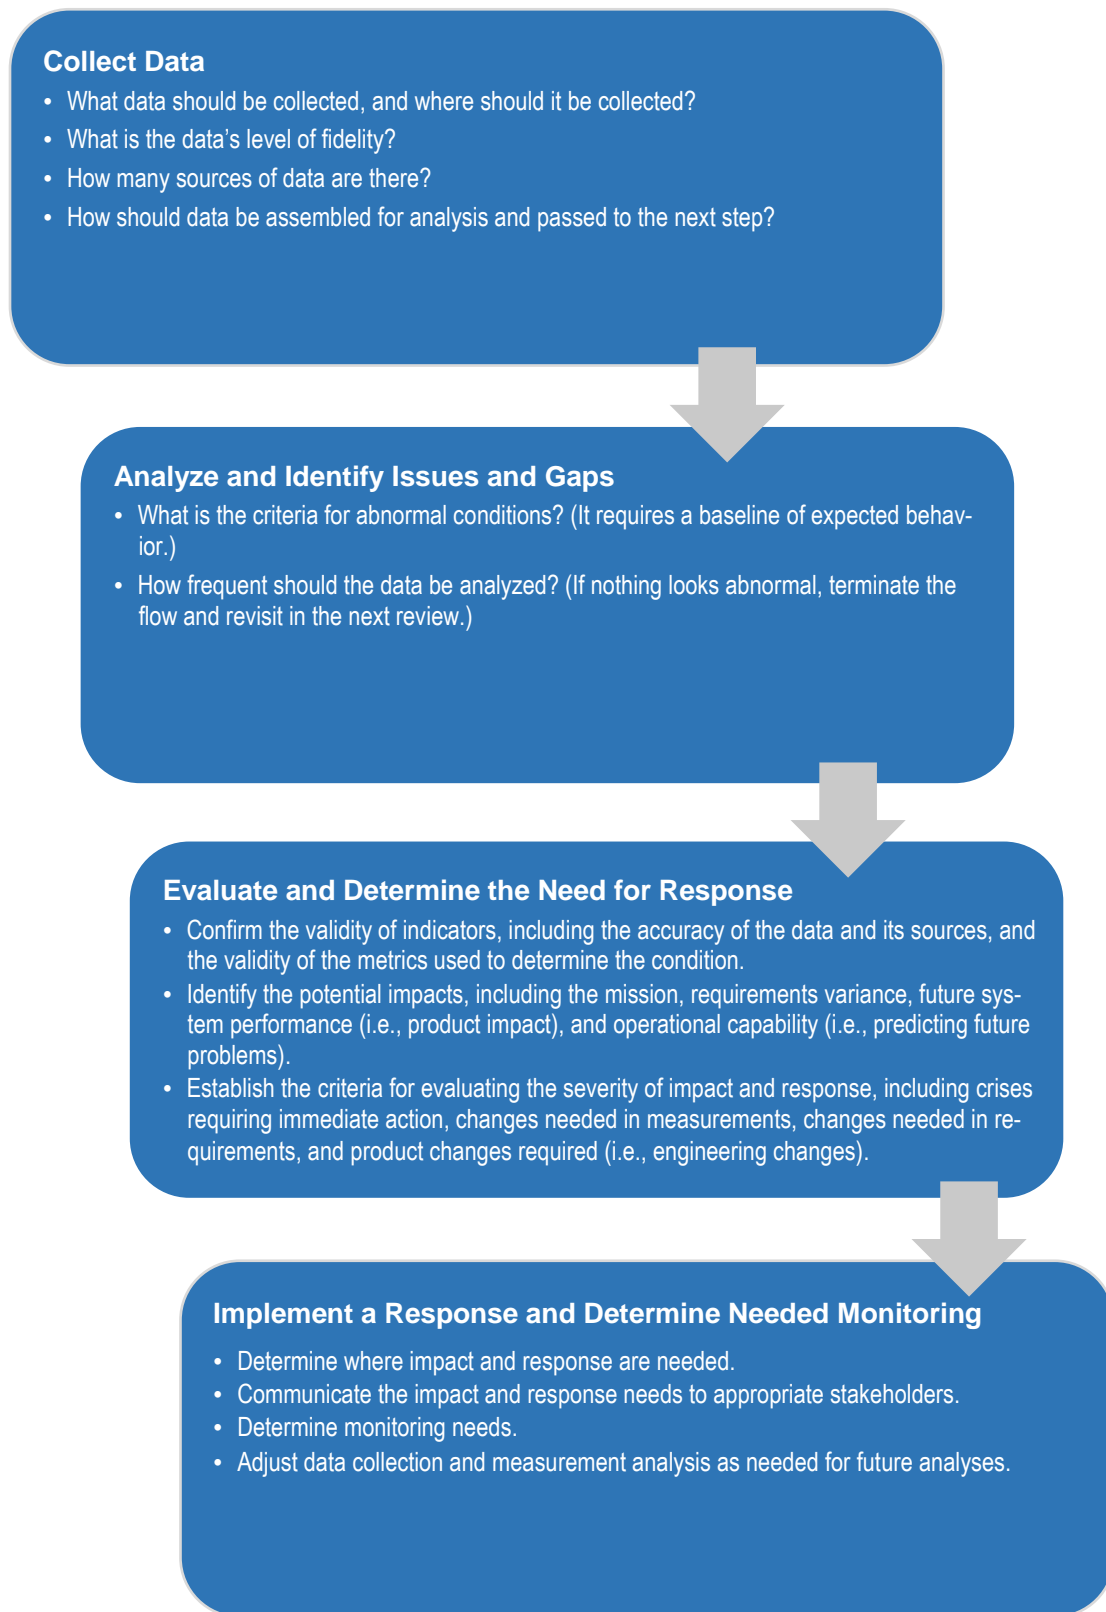 Collect Data
• What data should be collected, and where should it be collected?
• What is the data’s level of fidelity?
• How many sources of data are there?
• How should data be assembled for analysis and passed to the next step?
Analyze and Identify Issues and Gaps
• What is the criteria for abnormal conditions? (It requires a baseline of expected behav-
ior.)
• How frequent should the data be analyzed? (If nothing looks abnormal, terminate the
flow and revisit in the next review.)
Evaluate and Determine the Need for Response
• Confirm the validity of indicators, including the accuracy of the data and its sources, and
the validity of the metrics used to determine the condition.
• Identify the potential impacts, including the mission, requirements variance, future sys-
tem performance (i.e., product impact), and operational capability (i.e., predicting future
problems).
• Establish the criteria for evaluating the severity of impact and response, including crises
requiring immediate action, changes needed in measurements, changes needed in re-
quirements, and product changes required (i.e., engineering changes).
Implement a Response and Determine Needed Monitoring
• Determine where impact and response are needed.
• Communicate the impact and response needs to appropriate stakeholders.
• Determine monitoring needs.
• Adjust data collection and measurement analysis as needed for future analyses.